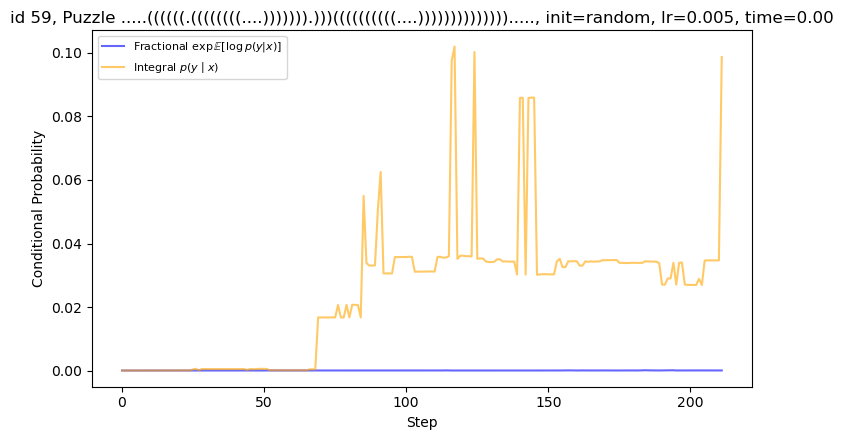 id 59, Puzzle .....((((((.((((((((....))))))).)))((((((((((....))))))))))))))....., init=random, lr=0.005, time=0.00
Fractional exp𝔼[log p(y|x)]
Integral p(y | x)
0.10
0.08
0.06
0.04
0.02
0.00
Conditional Probability
0
50
100
150
200
Step